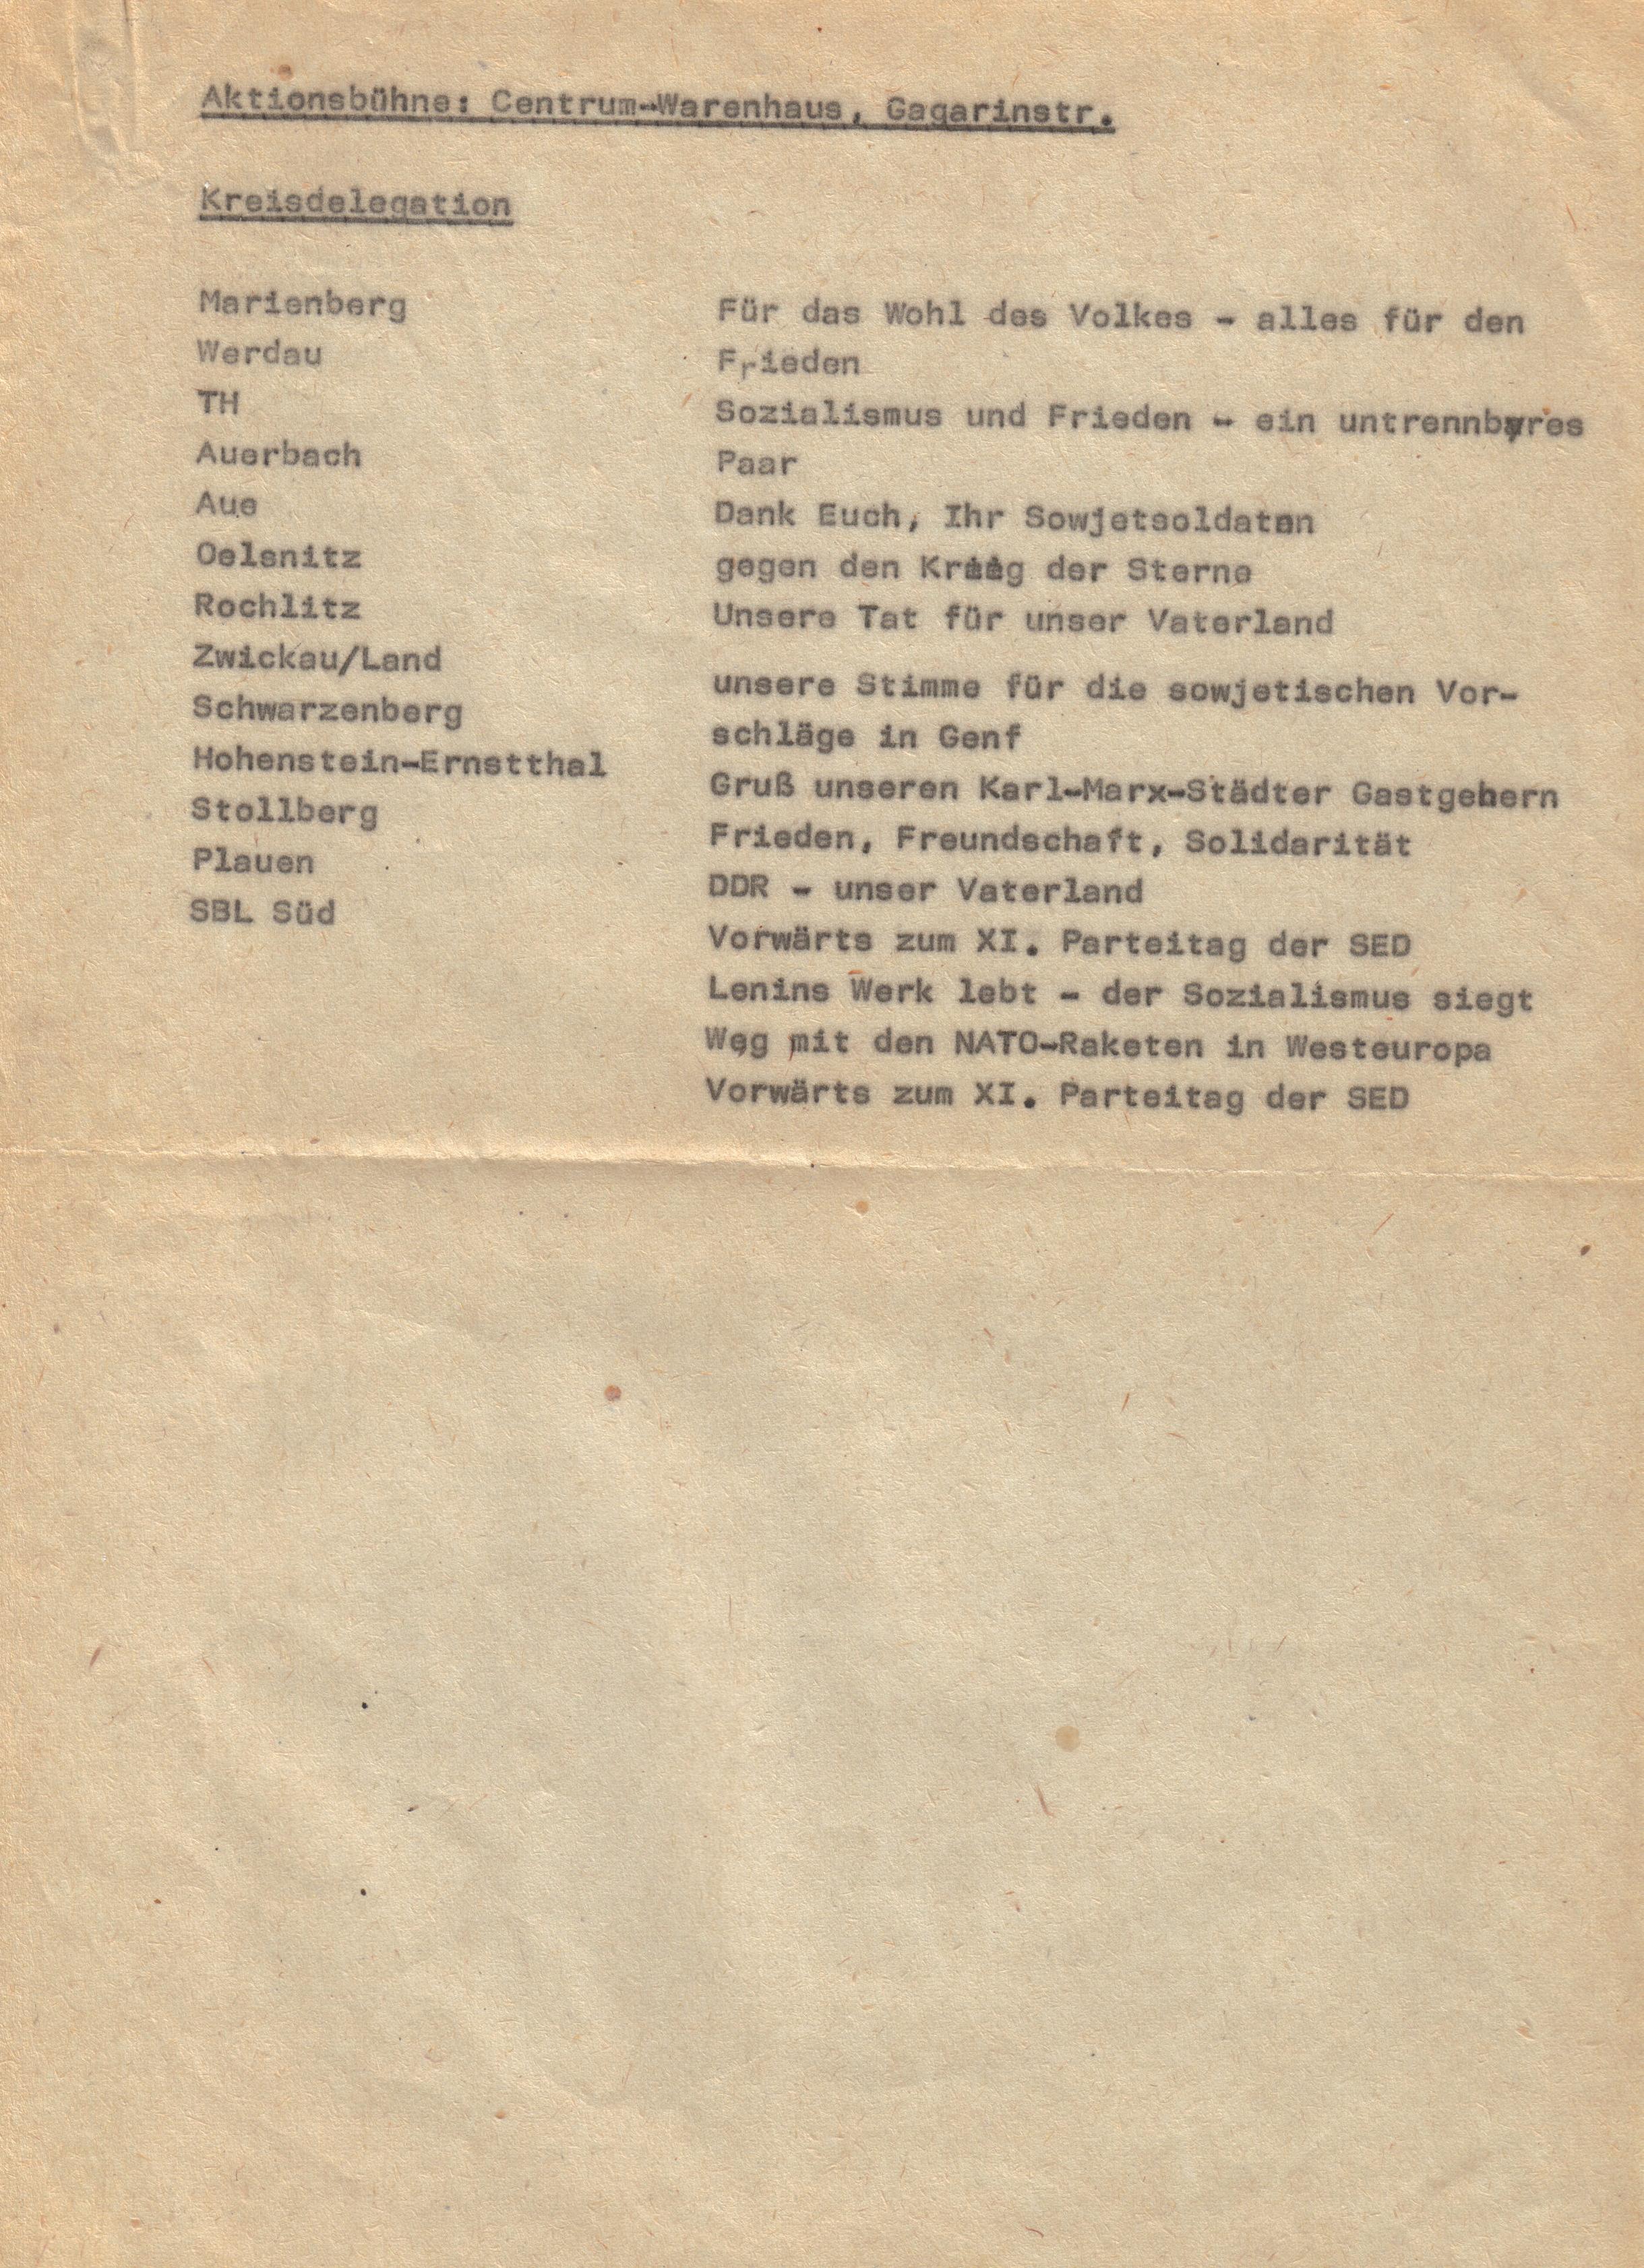 Aktionsbühne: Centrum-Warenhaus, Gagarinstr.
Kreisdelegation
Marienberg
Werdau
TH
Auerbach
Aue
Oelsnitz
Rochlitz
Zwickau/Land
Schwarzenberg
Hohenstein-Ernstthal
Stollberg
Plauen
SBL Süd
Für das Wohl des Volkes - alles für den
Frieden
Sozialismus und Frieden - ein untrennbares
Paar
Dank Euch, Ihr Sowjetsoldaten
gegen den Krieg der Sterne
Unsere Tat für unser Vaterland
unsere Stimme für die sowjetischen Vor-
schläge in Genf
Gruß unseren Karl-Marx-Städter Gastgebern
Frieden, Freundschaft, Solidarität
DDR - unser Vaterland
Vorwärts zum XI. Parteitag der SED
Lenins Werk lebt - der Sozialismus siegt
Weg mit den NATO-Raketen in Westeuropa
Vorwärts zum XI. Parteitag der SED